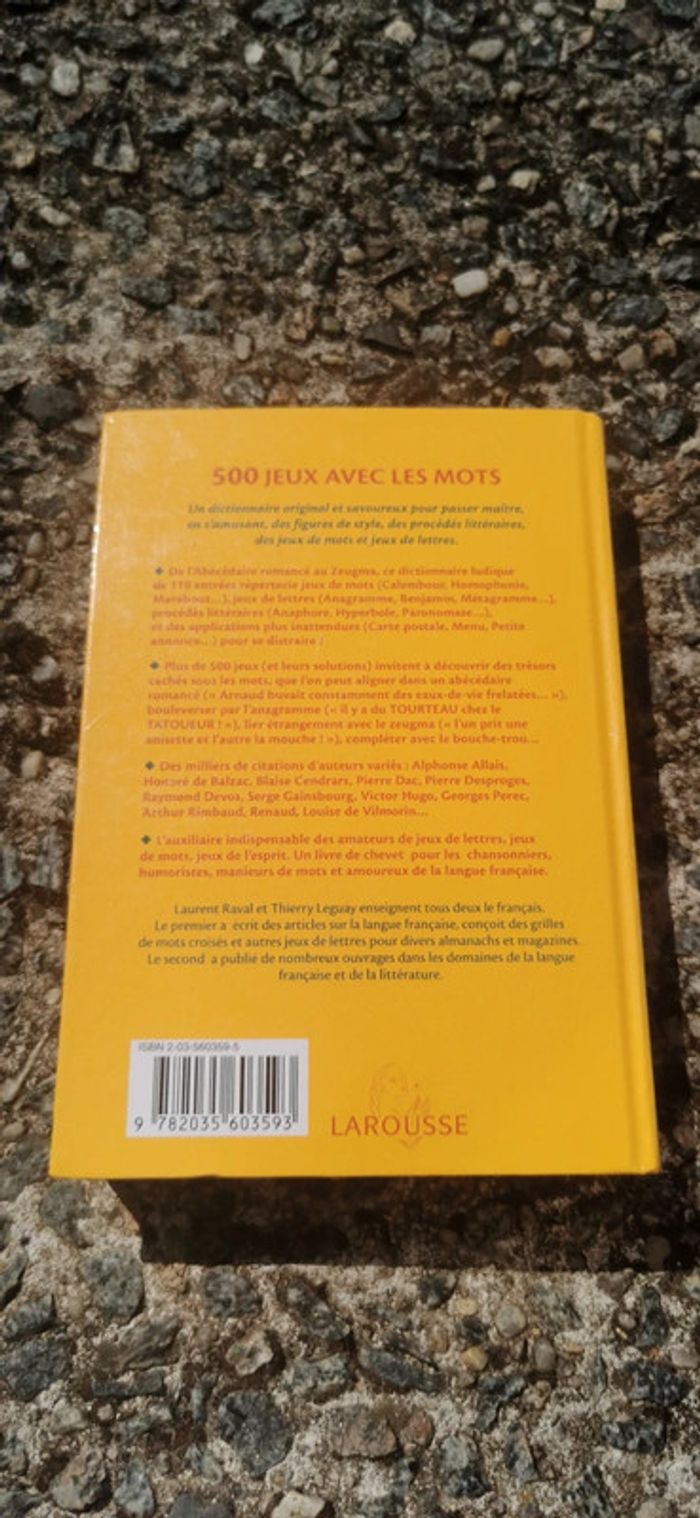 500 JEUX AVEC LES MOTS
Un dictionnaire original et savoureux pour passer maître,
en s'amusant, des figures de style, des procédés littéraires,
des jeux de mots et jeux de lettres.
◆ De l'Abécédaire romancé au Zeugma, ce dictionnaire ludique
de 118 entrées répertorie jeux de mots (Calembour, Homophonie,
Marabout...), jeux de lettres (Anagramme, Benjamin, Métagramme...),
procédés littéraires (Anaphore, Hyperbole, Paronomase...),
et des applications plus inattendues (Carte postale, Menu, Petite
annonce...) pour se distraire ;
◆ Plus de 500 jeux (et leurs solutions) invitent à découvrir des trésors
cachés sous les mots, que l'on peut aligner dans un abécédaire
romancé (« Arnaud buvait constamment des eaux-de-vie frelatées... »),
bouleverser par l'anagramme (« il y a du TOURTEAU chez le
TATOUEUR ! »), lier étrangement avec le zeugma (« l'un prit une
anisette et l'autre la mouche ! »), compléter avec le bouche-trou...
◆ Des milliers de citations d'auteurs variés : Alphonse Allais,
Honoré de Balzac, Blaise Cendrars, Pierre Dac, Pierre Desproges,
Raymond Devos, Serge Gainsbourg, Victor Hugo, Georges Perec,
Arthur Rimbaud, Renaud, Louise de Vilmorin...
◆ L'auxiliaire indispensable des amateurs de jeux de lettres, jeux
de mots, jeux de l'esprit. Un livre de chevet pour les chansonniers,
humoristes, manieurs de mots et amoureux de la langue française.
Laurent Raval et Thierry Leguay enseignent tous deux le français.
Le premier a écrit des articles sur la langue française, conçoit des grilles
de mots croisés et autres jeux de lettres pour divers almanachs et magazines.
Le second a publié de nombreux ouvrages dans les domaines de la langue
française et de la littérature.
ISBN 2-03-560359-5
9 782035 603593
LAROUSSE